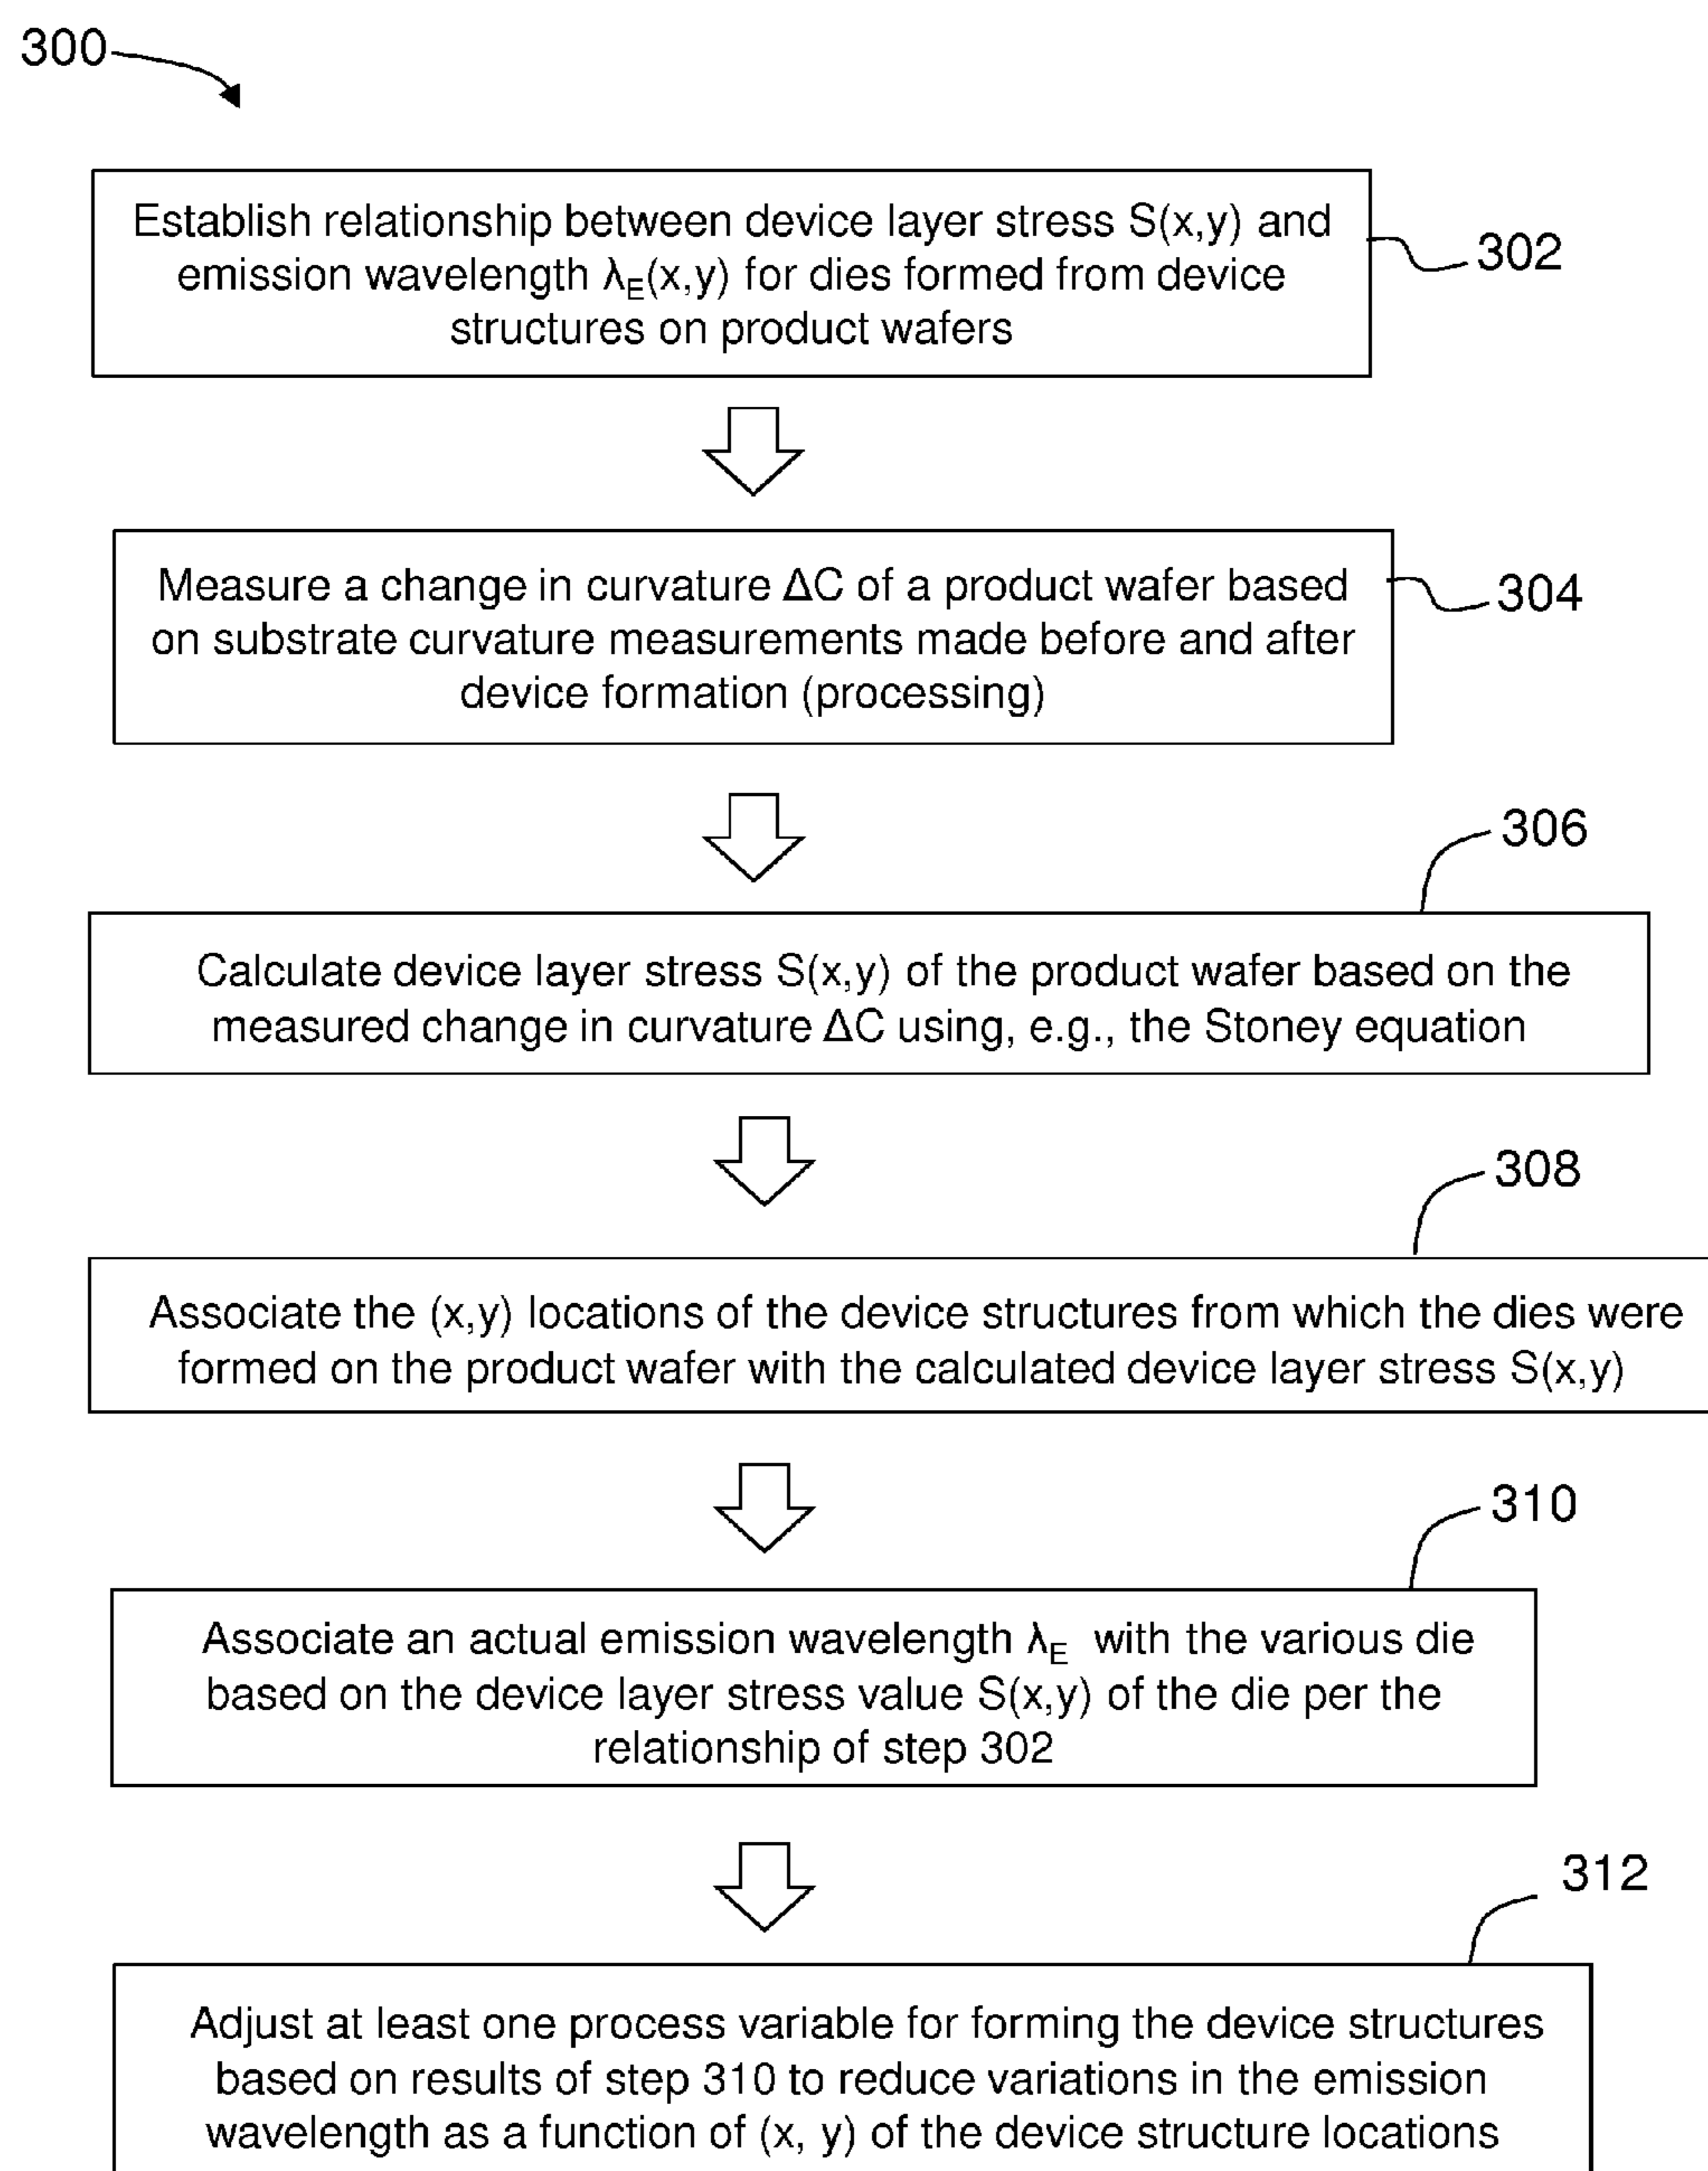 300
Establish relationship between device layer stress S(x,y) and
emission wavelength λE(x,y) for dies formed from device
structures on product wafers
302
Measure a change in curvature ΔC of a product wafer based
on substrate curvature measurements made before and after
device formation (processing)
304
306
Calculate device layer stress S(x,y) of the product wafer based on the
measured change in curvature ΔC using, e.g., the Stoney equation
308
Associate the (x,y) locations of the device structures from which the dies were
formed on the product wafer with the calculated device layer stress S(x,y)
310
Associate an actual emission wavelength λE with the various die
based on the device layer stress value S(x,y) of the die per the
relationship of step 302
312
Adjust at least one process variable for forming the device structures
based on results of step 310 to reduce variations in the emission
wavelength as a function of (x, y) of the device structure locations